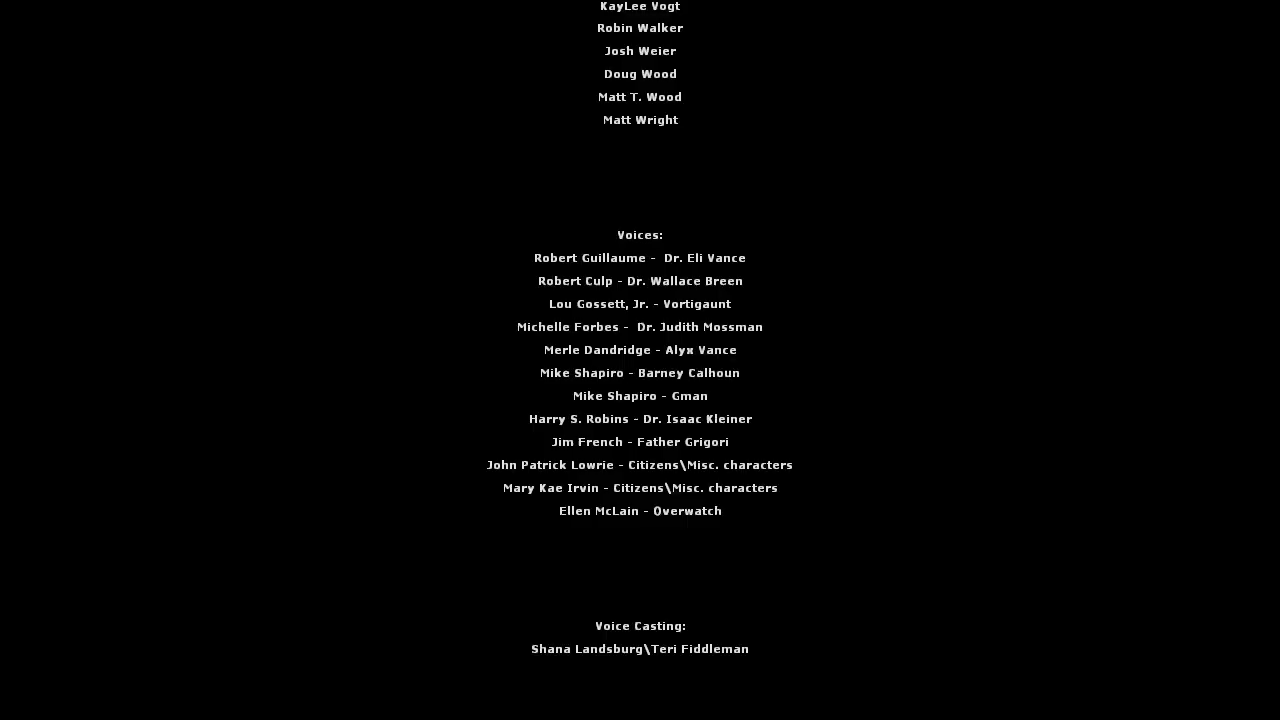 KayLee Vogt
Robin Walker
Josh Weier
Doug Wood
Matt T. Wood
Matt Wright
Voices:
Robert Guillaume -  Dr. Eli Vance
Robert Culp - Dr. Wallace Breen
Lou Gossett, Jr. - Vortigaunt
Michelle Forbes -  Dr. Judith Mossman
Merle Dandridge - Alyx Vance
Mike Shapiro - Barney Calhoun
Mike Shapiro - Gman
Harry S. Robins - Dr. Isaac Kleiner
Jim French - Father Grigori
John Patrick Lowrie - Citizens\Misc. characters
Mary Kae Irvin - Citizens\Misc. characters
Ellen McLain - Overwatch
Voice Casting:
Shana Landsburg\Teri Fiddleman